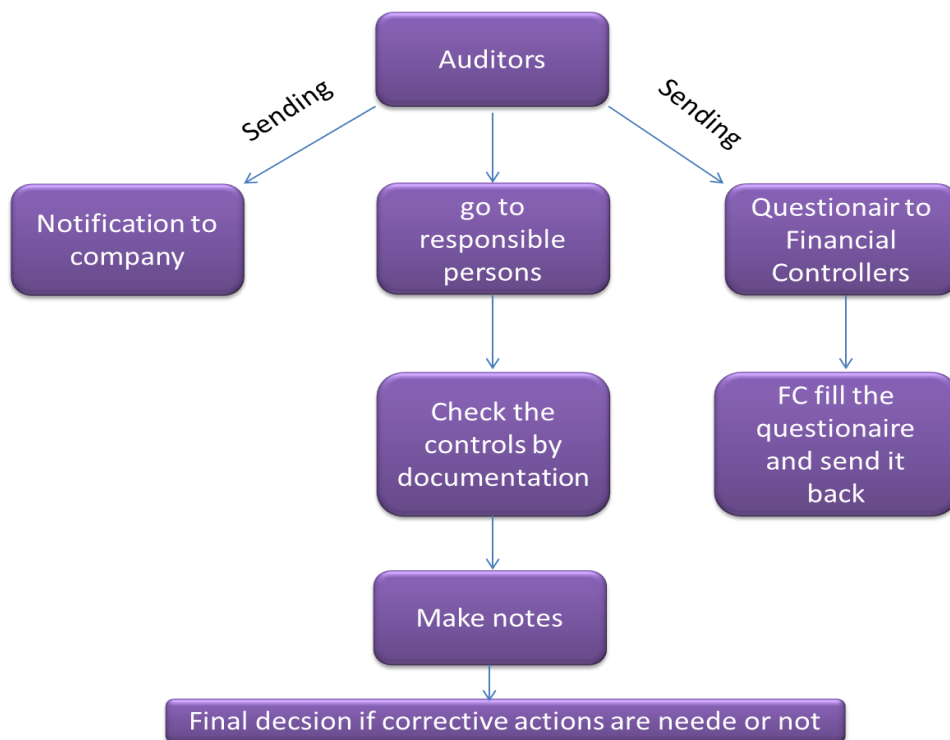 Auditors
Sending
Sending
Notification to
company
go to
responsible
persons
Questionair to
Financial
Controllers
Check the
controls by
documentation
FC fill the
questionaire
and send it
back
Make notes
Final decsion if corrective actions are neede or not